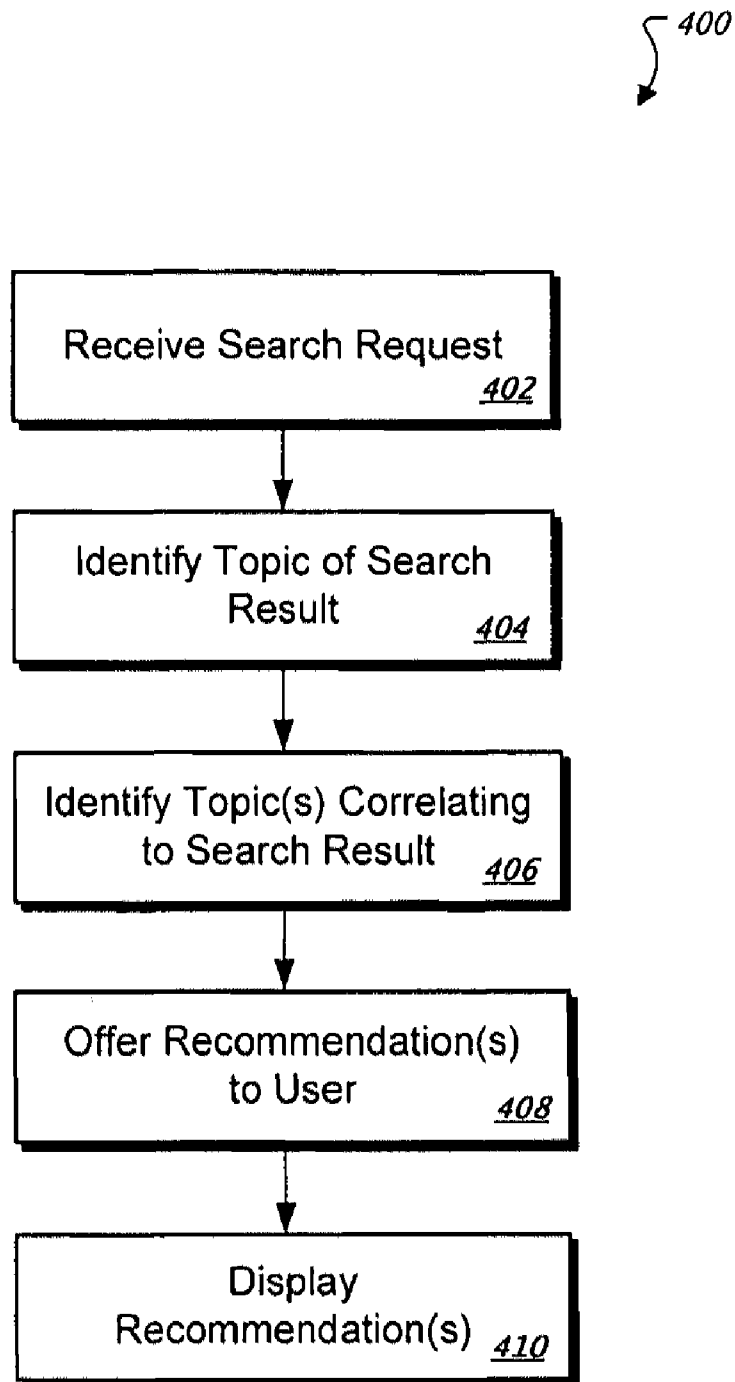 400
Receive Search Request
402
Identify Topic of Search
Result
404
Identify Topic(s) Correlating
to Search Result
406
Offer Recommendation(s)
to User
408
Display
Recommendation(s)
410